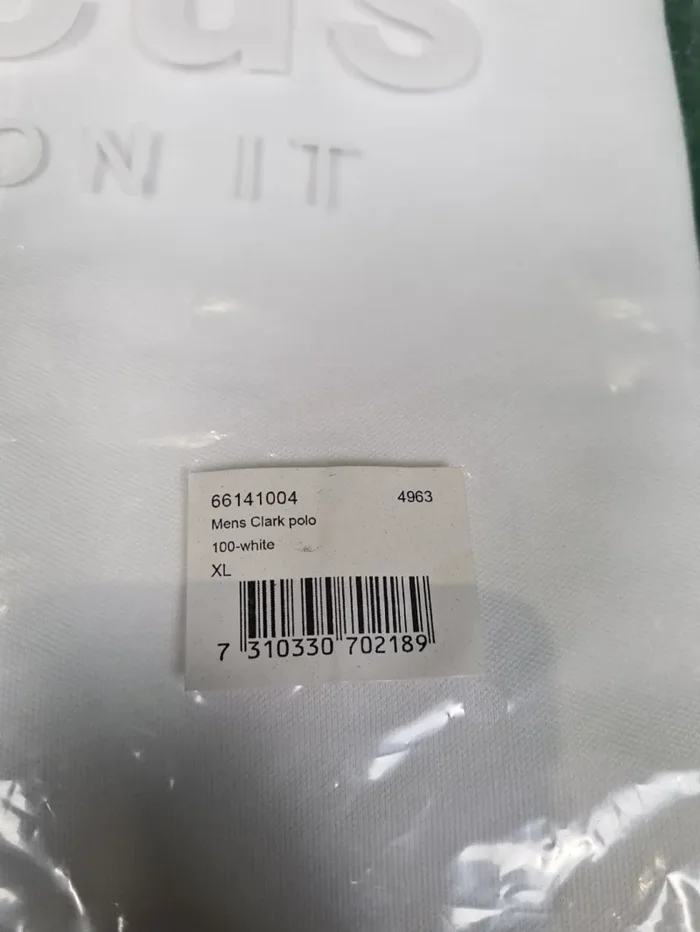 ON IT
66141004 4963
Mens Clark polo
100-white
XL
7 310330 702189